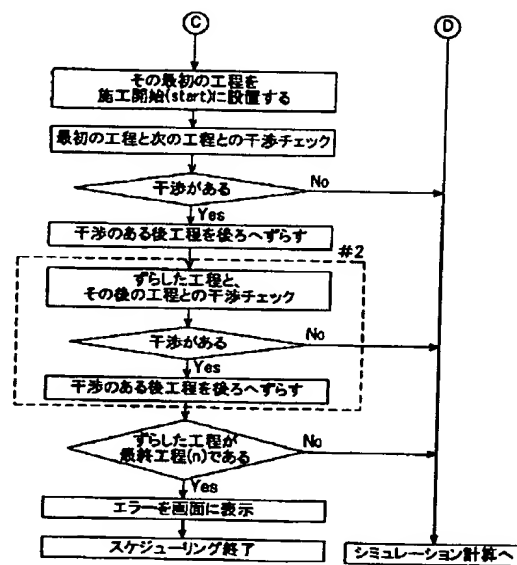 C
D
その最初の工程を
施工開始(start)に設置する
最初の工程と次の工程との干渉チェック
干渉がある
No
Yes
干渉のある後工程を後ろへずらす
#2
ずらした工程と、
その後の工程との干渉チェック
干渉がある
No
Yes
干渉のある後工程を後ろへずらす
ずらした工程が
最終工程(n)である
No
Yes
エラーを画面に表示
スケジューリング終了
シミュレーション計算へ